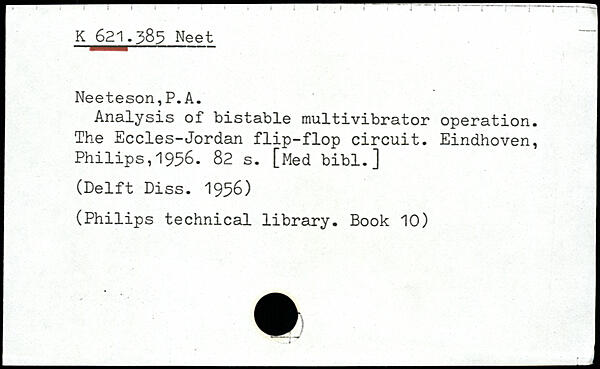 K 621.385 Neet
Neeteson,P.A.
Analysis of bistable multivibrator operation.
The Eccles-Jordan flip-flop circuit. Eindhoven,
Philips,1956. 82 s. [Med bibl.]
(Delft Diss. 1956)
(Philips technical library. Book 10)